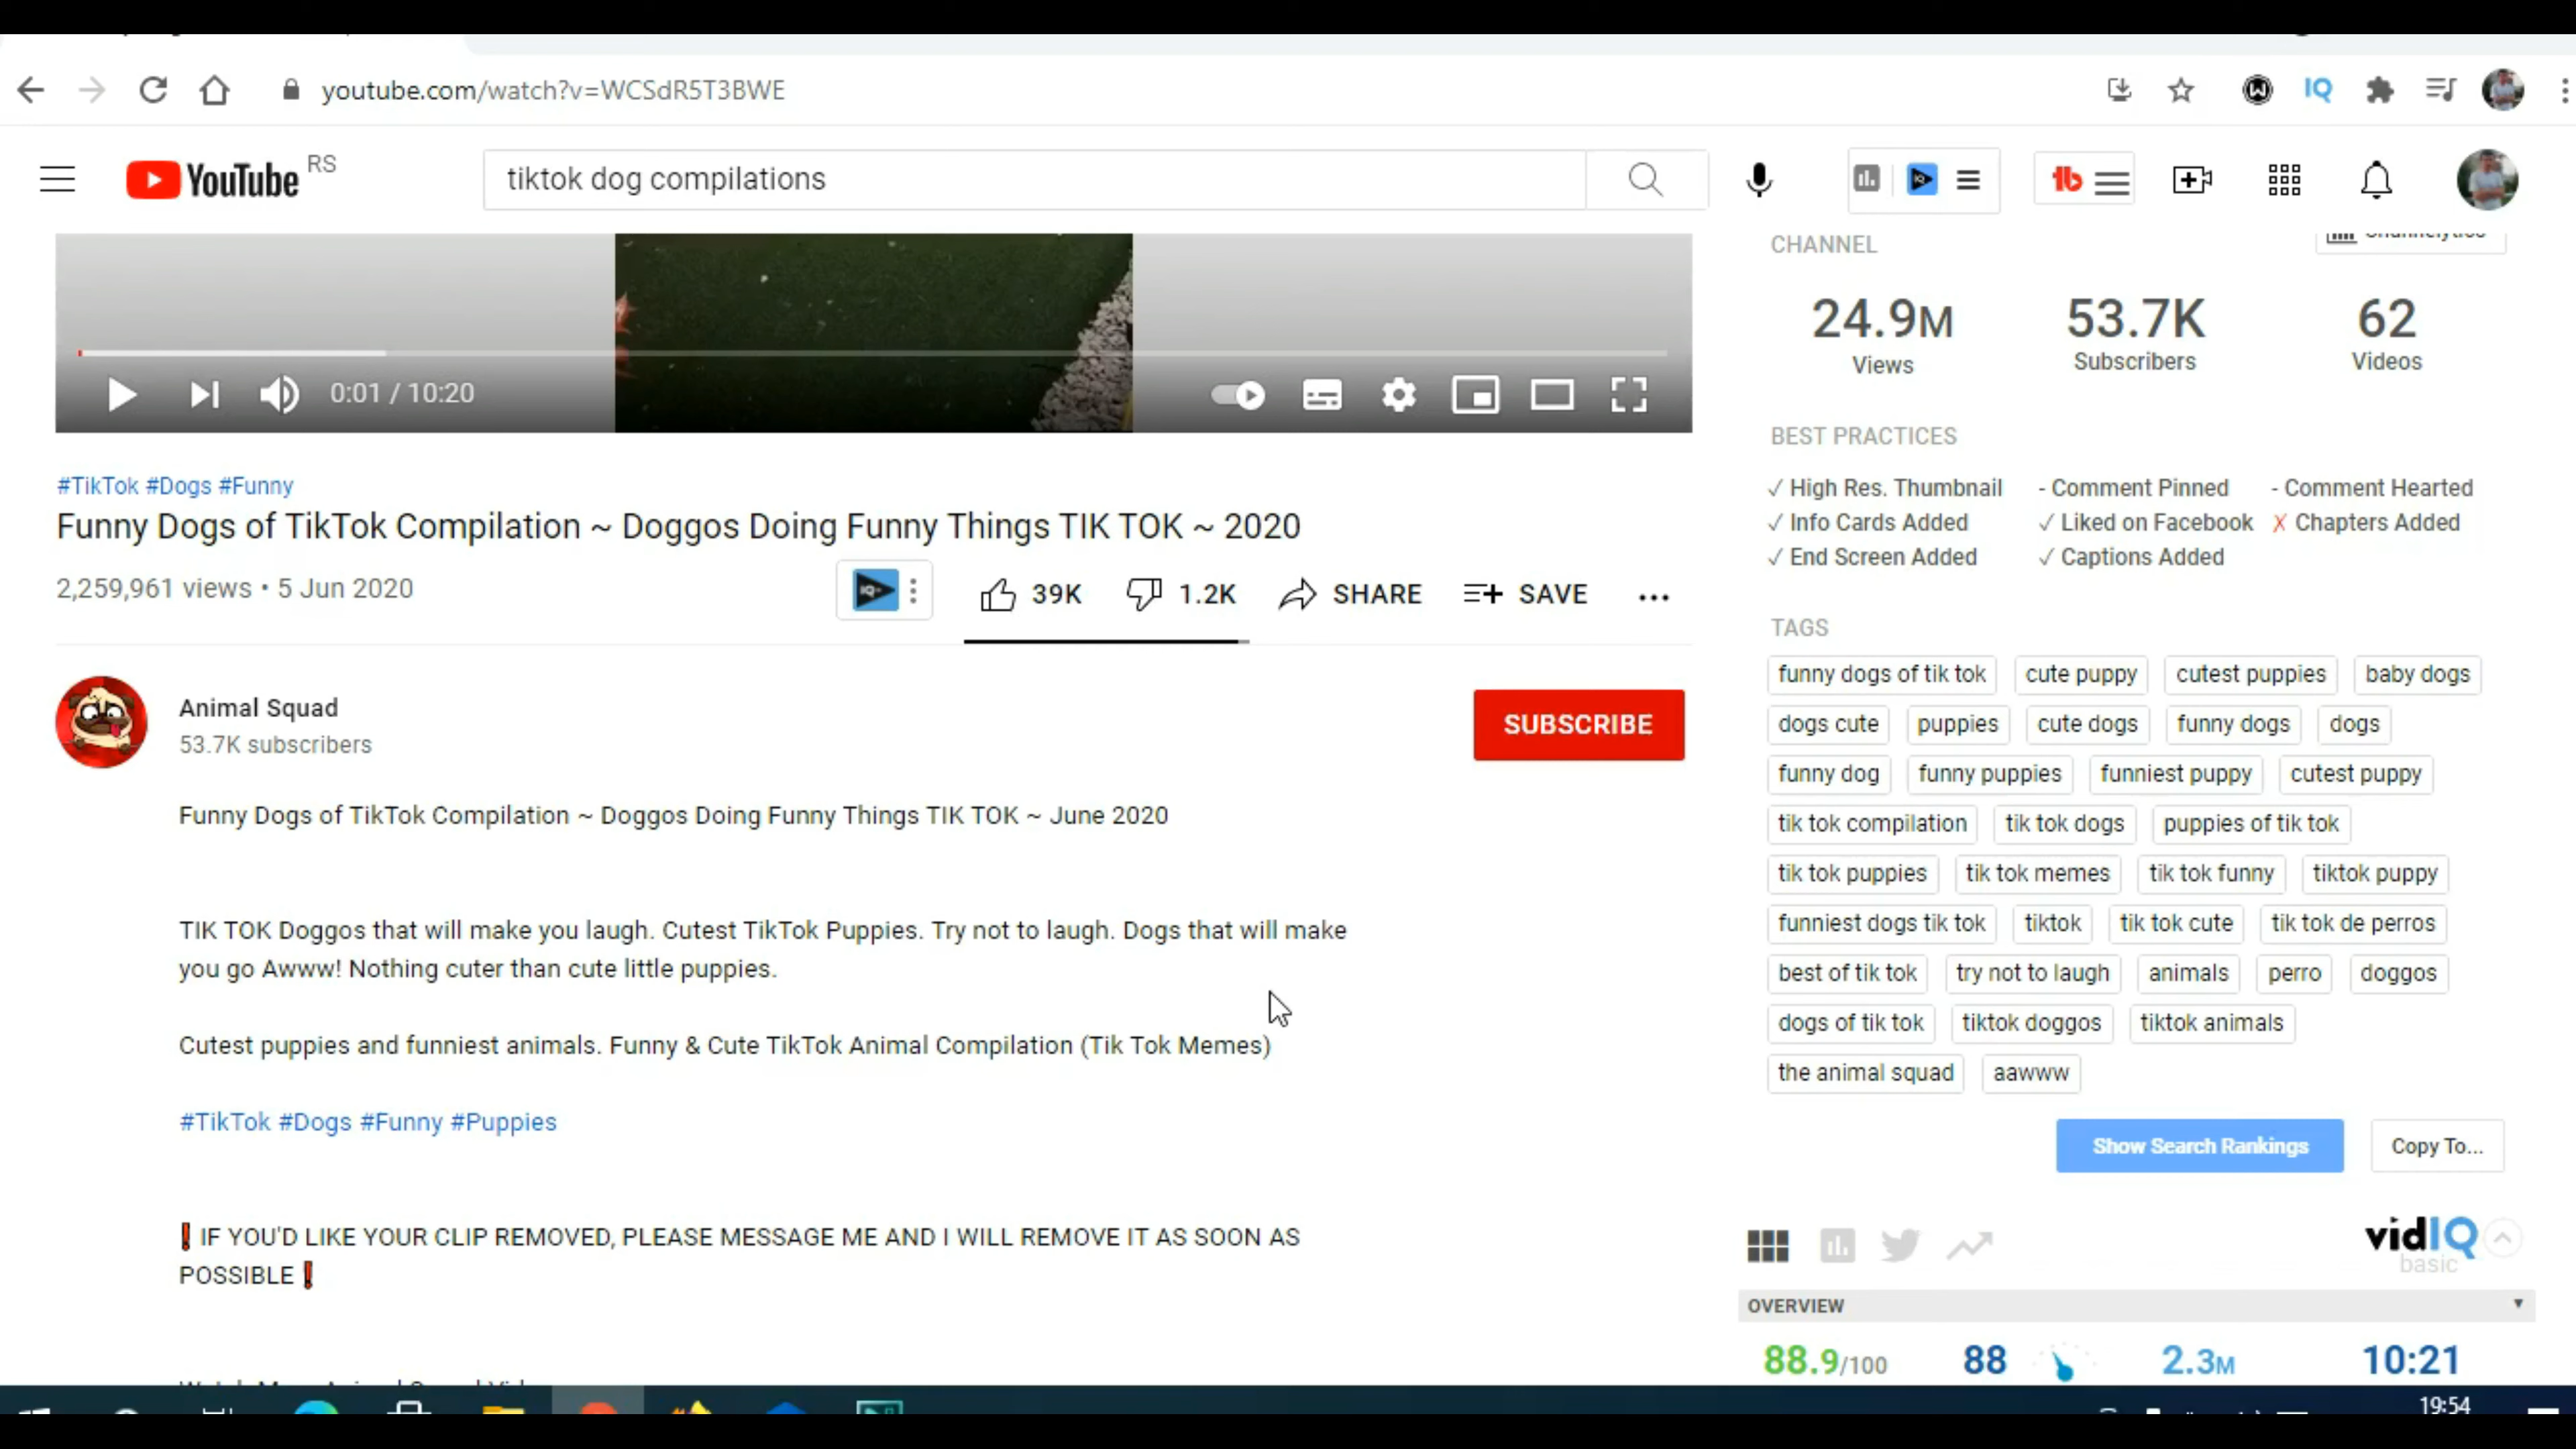 youtube.com/watch?v=WCSdR5T3BWE
IQ
YouTube RS
tiktok dog compilations
CHANNEL
24.9M
53.7K
62
Views
Subscribers
Videos
0:01 / 10:20
BEST PRACTICES
✓ High Res. Thumbnail - Comment Pinned - Comment Hearted
✓ Info Cards Added ✓ Liked on Facebook ✗ Chapters Added
✓ End Screen Added ✓ Captions Added
#TikTok #Dogs #Funny
Funny Dogs of TikTok Compilation ~ Doggos Doing Funny Things TIK TOK ~ 2020
2,259,961 views • 5 Jun 2020
39K 1.2K SHARE SAVE
Animal Squad
53.7K subscribers
SUBSCRIBE
Funny Dogs of TikTok Compilation ~ Doggos Doing Funny Things TIK TOK ~ June 2020
TIK TOK Doggos that will make you laugh. Cutest TikTok Puppies. Try not to laugh. Dogs that will make
you go Awww! Nothing cuter than cute little puppies.
Cutest puppies and funniest animals. Funny & Cute TikTok Animal Compilation (Tik Tok Memes)
#TikTok #Dogs #Funny #Puppies
❗IF YOU'D LIKE YOUR CLIP REMOVED, PLEASE MESSAGE ME AND I WILL REMOVE IT AS SOON AS
POSSIBLE❗
TAGS
funny dogs of tik tok cute puppy cutest puppies baby dogs
dogs cute puppies cute dogs funny dogs dogs
funny dog funny puppies funniest puppy cutest puppy
tik tok compilation tik tok dogs puppies of tik tok
tik tok puppies tik tok memes tik tok funny tiktok puppy
funniest dogs tik tok tiktok tik tok cute tik tok de perros
best of tik tok try not to laugh animals perro doggos
dogs of tik tok tiktok doggos tiktok animals
the animal squad aawww
Show Search Rankings
Copy To...
vidIQ
basic
OVERVIEW
88.9/100 88 2.3M 10:21
19:54